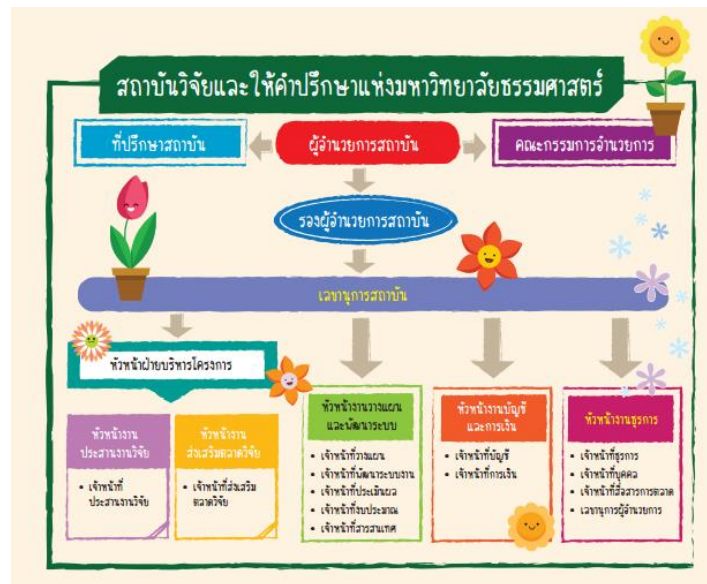 สถาบันวิจัยและให้คำปรึกษาแห่งมหาวิทยาลัยธรรมศาสตร์
ที่ปรึกษาสถาบัน
ผู้อำนวยการสถาบัน
คณะกรรมการอำนวยการ
รองผู้อำนวยการสถาบัน
เลขานุการสถาบัน
หัวหน้าฝ่ายบริหารโครงการ
หัวหน้างาน
ประสานงานวิจัย
• เจ้าหน้าที่
ประสานงานวิจัย
หัวหน้างาน
ส่งเสริมตลาดวิจัย
• เจ้าหน้าที่ส่งเสริม
ตลาดวิจัย
หัวหน้างานวางแผน
และพัฒนาระบบ
• เจ้าหน้าที่วางแผน
• เจ้าหน้าที่พัฒนาระบบงาน
• เจ้าหน้าที่ประเมินผล
• เจ้าหน้าที่งบประมาณ
• เจ้าหน้าที่สารสนเทศ
หัวหน้างานบัญชี
และการเงิน
• เจ้าหน้าที่บัญชี
• เจ้าหน้าที่การเงิน
หัวหน้างานธุรการ
• เจ้าหน้าที่ธุรการ
• เจ้าหน้าที่บุคคล
• เจ้าหน้าที่สื่อสารการตลาด
• เลขานุการผู้อำนวยการ